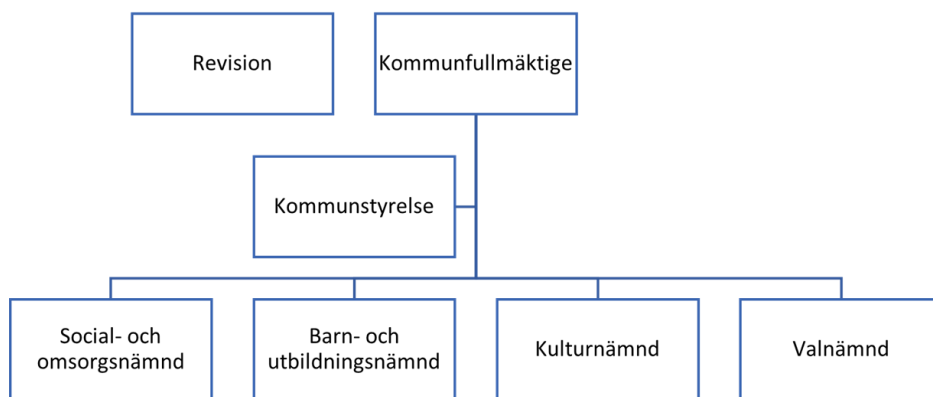 Revision
Kommunfullmäktige
Kommunstyrelse
Social- och
omsorgsnämnd
Barn- och
utbildningsnämnd
Kulturnämnd
Valnämnd